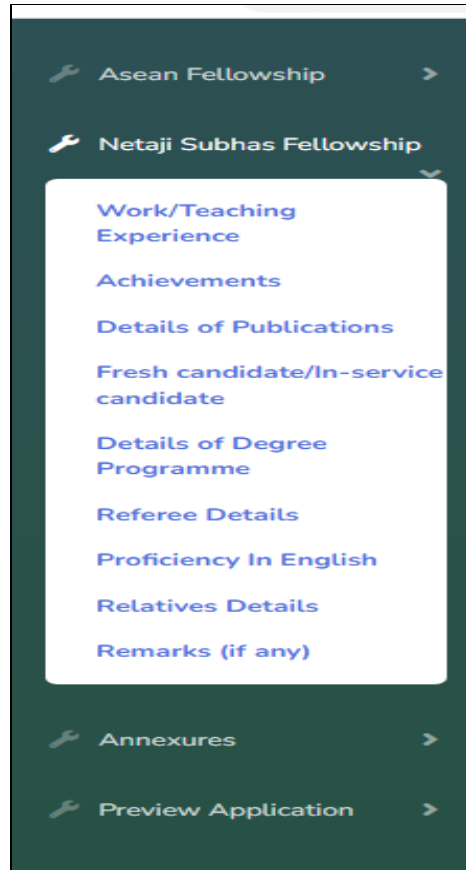 Asean Fellowship
Netaji Subhas Fellowship
Work/Teaching
Experience
Achievements
Details of Publications
Fresh candidate/In-service
candidate
Details of Degree
Programme
Referee Details
Proficiency In English
Relatives Details
Remarks (if any)
Annexures
Preview Application